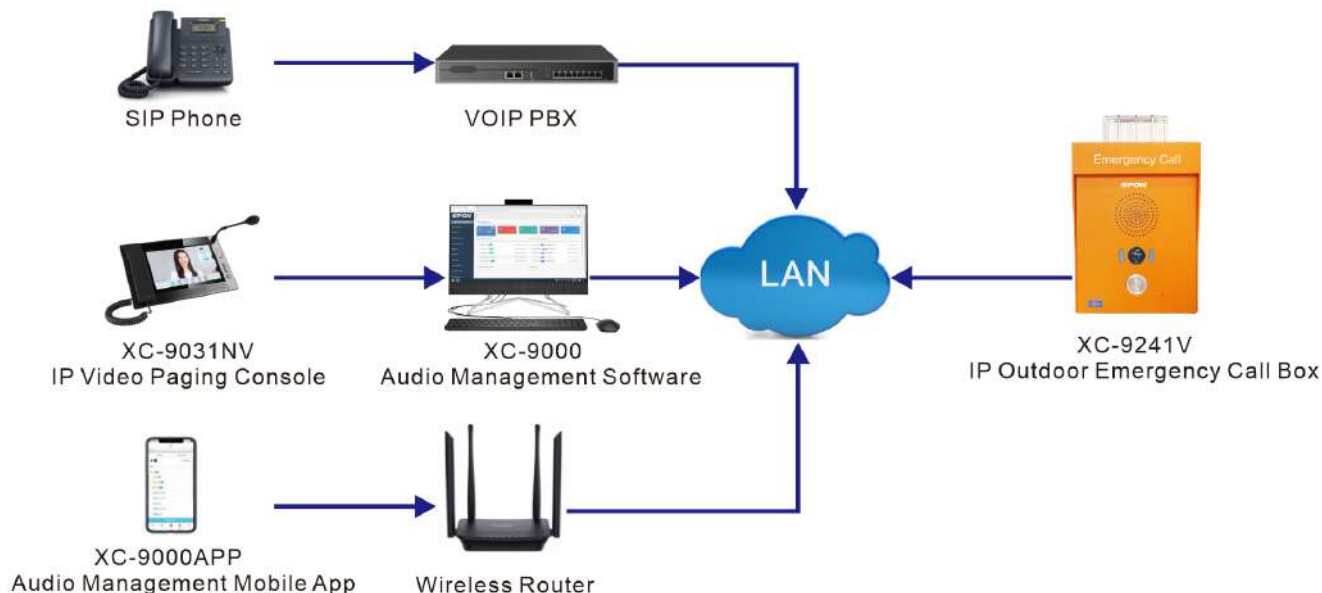 SIP Phone
VOIP PBX
Emergency Call
LAN
XC-9031NV
IP Video Paging Console
XC-9000
Audio Management Software
XC-9241V
IP Outdoor Emergency Call Box
XC-9000APP
Audio Management Mobile App
Wireless Router